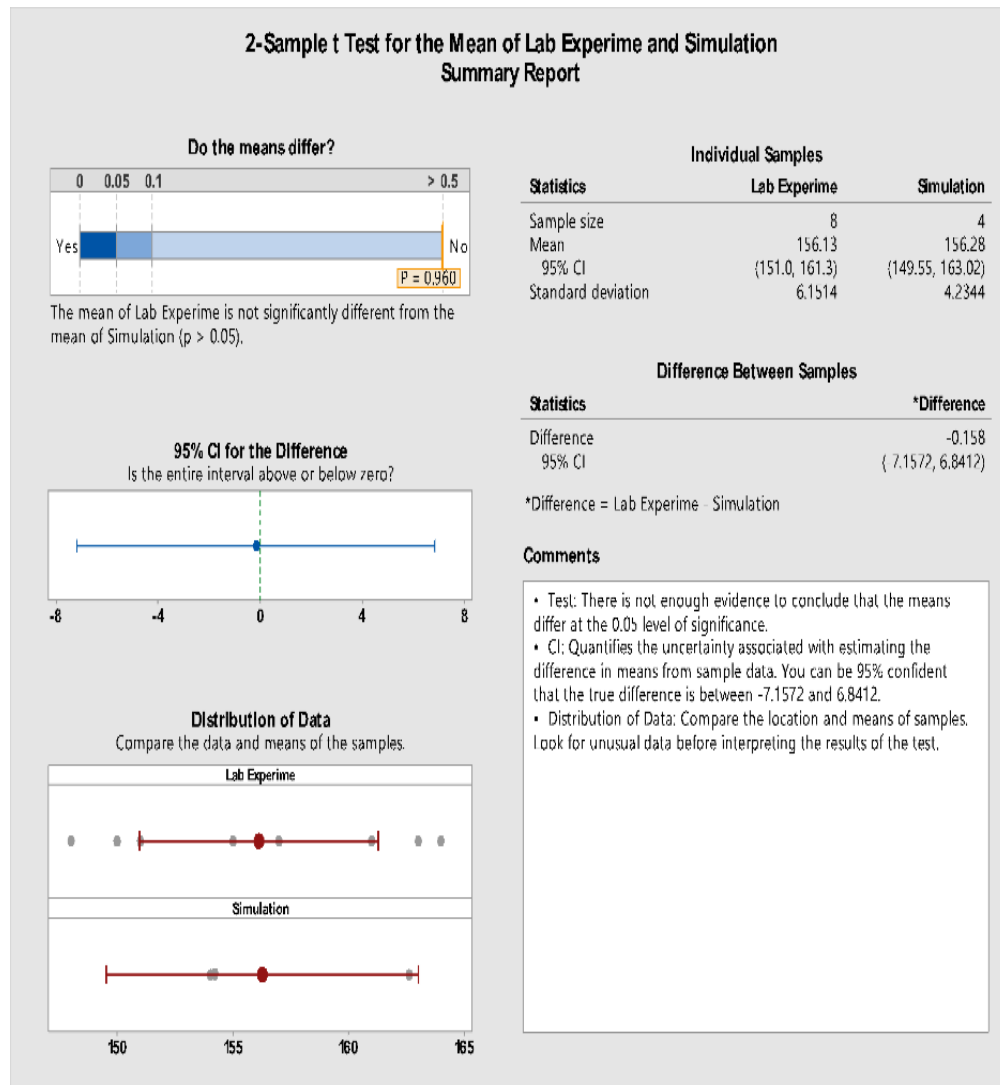 2-Sample t Test for the Mean of Lab Experime and Simulation
Summary Report
Do the means differ?
0 0.05 0.1 > 0.5
Yes No
P = 0.960
The mean of Lab Experime is not significantly different from the
mean of Simulation (p > 0.05).
95% CI for the Difference
Is the entire interval above or below zero?
-8 -4 0 4 8
Distribution of Data
Compare the data and means of the samples.
Lab Experime
Simulation
150 155 160 165
Individual Samples
Statistics Lab Experime Simulation
Sample size 8 4
Mean 156.13 156.28
95% CI (151.0, 161.3) (149.55, 163.02)
Standard deviation 6.1514 4.2344
Difference Between Samples
Statistics *Difference
Difference -0.158
95% CI ( 7.1572, 6.8412)
*Difference = Lab Experime - Simulation
Comments
• Test: There is not enough evidence to conclude that the means
differ at the 0.05 level of significance.
• CI: Quantifies the uncertainty associated with estimating the
difference in means from sample data. You can be 95% confident
that the true difference is between -7.1572 and 6.8412.
• Distribution of Data: Compare the location and means of samples.
Look for unusual data before interpreting the results of the test.